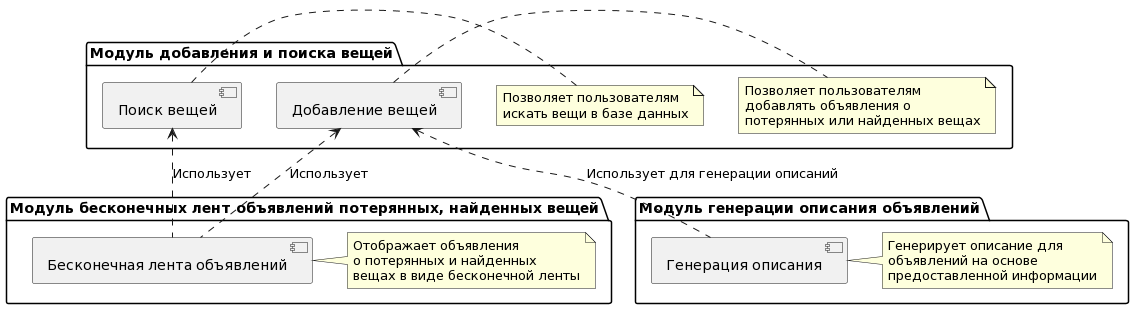 Модуль добавления и поиска вещей
Поиск вещей
Добавление вещей
Позволяет пользователям
искать вещи в базе данных
Позволяет пользователям
добавлять объявления о
потерянных или найденных вещах
Использует
Использует
Использует для генерации описаний
Модуль бесконечных лент объявлений потерянных, найденных вещей
Бесконечная лента объявлений
Отображает объявления
о потерянных и найденных
вещах в виде бесконечной ленты
Модуль генерации описания объявлений
Генерация описания
Генерирует описание для
объявлений на основе
предоставленной информации